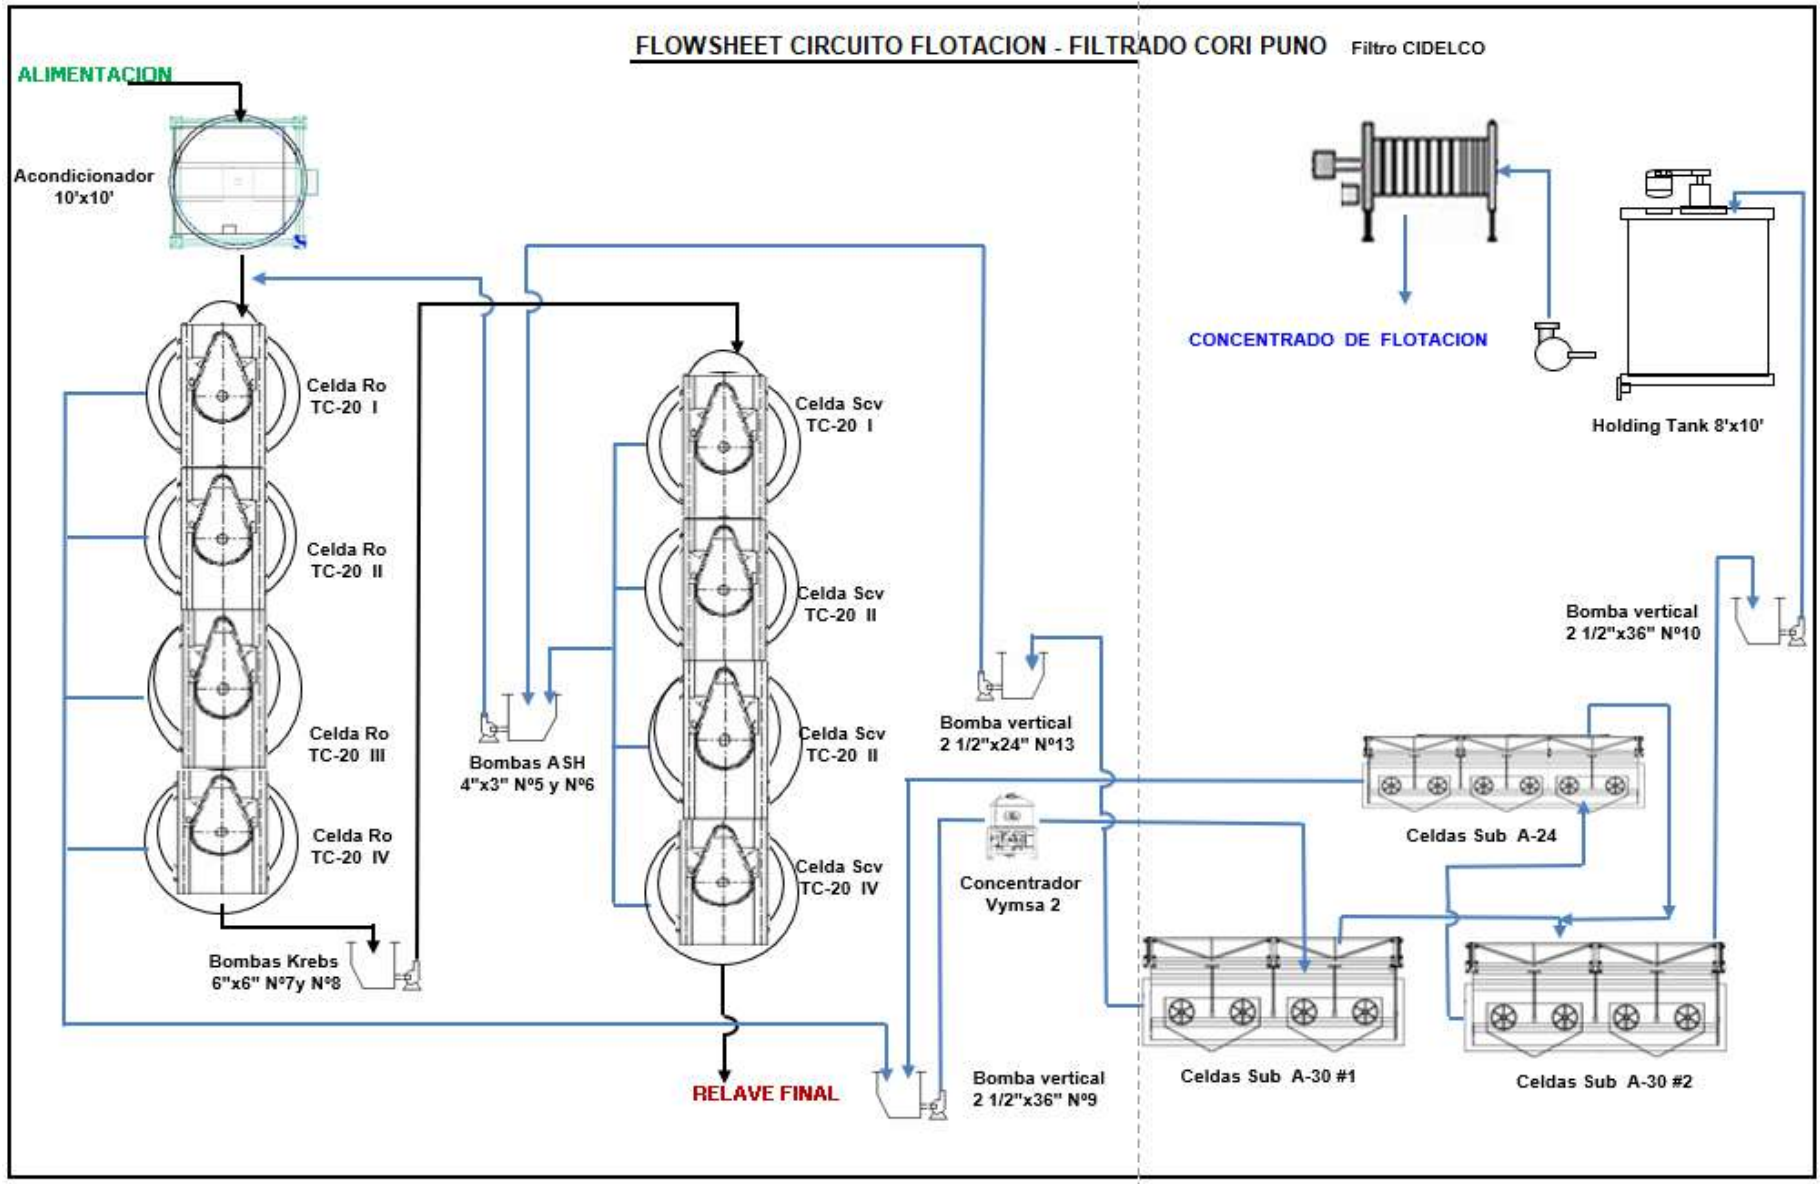 FLOWSHEET CIRCUITO FLOTACION - FILTRADO CORI PUNO
Filtro CIDELCO
ALIMENTACION
Acondicionador
10'x10'
CONCENTRADO DE FLOTACION
Holding Tank 8'x10'
Celda Ro
TC-20 I
Celda Ro
TC-20 II
Celda Ro
TC-20 III
Celda Ro
TC-20 IV
Celda Scv
TC-20 I
Celda Scv
TC-20 II
Celda Scv
TC-20 II
Celda Scv
TC-20 IV
Bombas ASH
4"x3" Nº5 y Nº6
Bomba vertical
2 1/2"x24" Nº13
Bomba vertical
2 1/2"x36" Nº10
Celdas Sub A-24
Concentrador
Vymsa 2
Bombas Krebs
6"x6" Nº7y Nº8
RELAVE FINAL
Bomba vertical
2 1/2"x36" Nº9
Celdas Sub A-30 #1
Celdas Sub A-30 #2